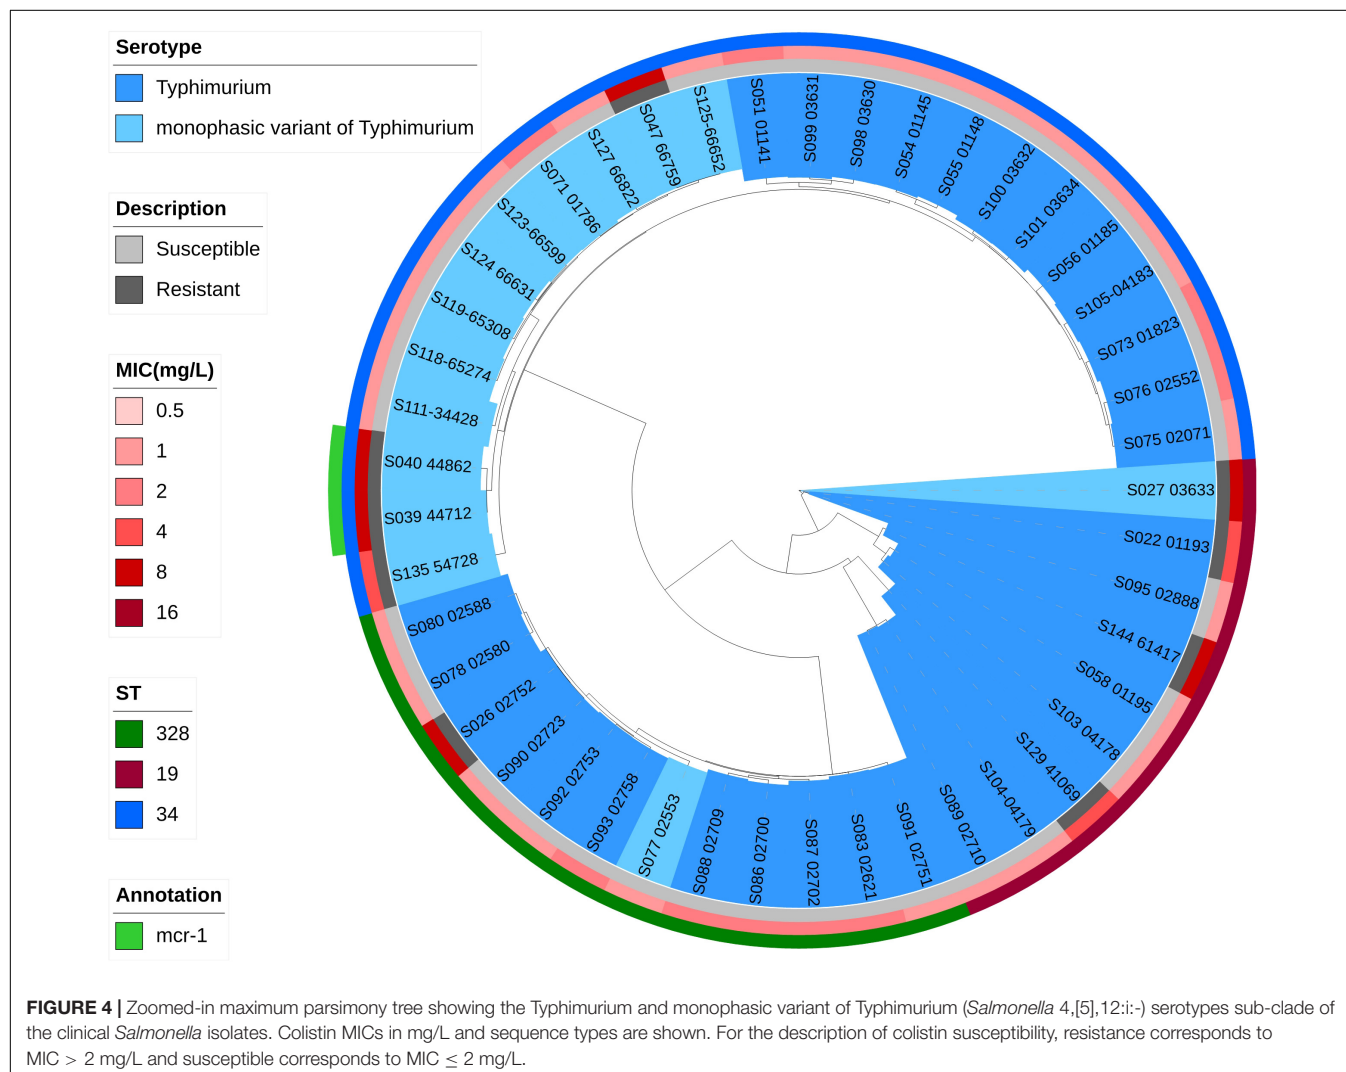 Serotype
Typhimurium
monophasic variant of Typhimurium
Description
Susceptible
Resistant
MIC(mg/L)
0.5
1
2
4
8
16
ST
328
19
34
Annotation
mcr-1
S051 01141
S099 03631
S098 03630
S054 01145
S055 01148
S100 03632
S101 03634
S056 01185
S105-04183
S073 01823
S076 02552
S075 02071
S027 03633
S022 01193
S095 02888
S144 61417
S058 01195
S103 04178
S129 41069
S104-04179
S089 02710
S091 02751
S083 02621
S087 02702
S086 02700
S088 02709
S077 02553
S093 02758
S092 02753
S090 02723
S026 02752
S078 02580
S080 02588
S135 54728
S039 44712
S040 44862
S111-34428
S118-65274
S119-65308
S124 66631
S123-66599
S071 01786
S127 66822
S047 66759
S125-66652
FIGURE 4 | Zoomed-in maximum parsimony tree showing the Typhimurium and monophasic variant of Typhimurium (Salmonella 4,[5],12:i:-) serotypes sub-clade of
the clinical Salmonella isolates. Colistin MICs in mg/L and sequence types are shown. For the description of colistin susceptibility, resistance corresponds to
MIC > 2 mg/L and susceptible corresponds to MIC ≤ 2 mg/L.